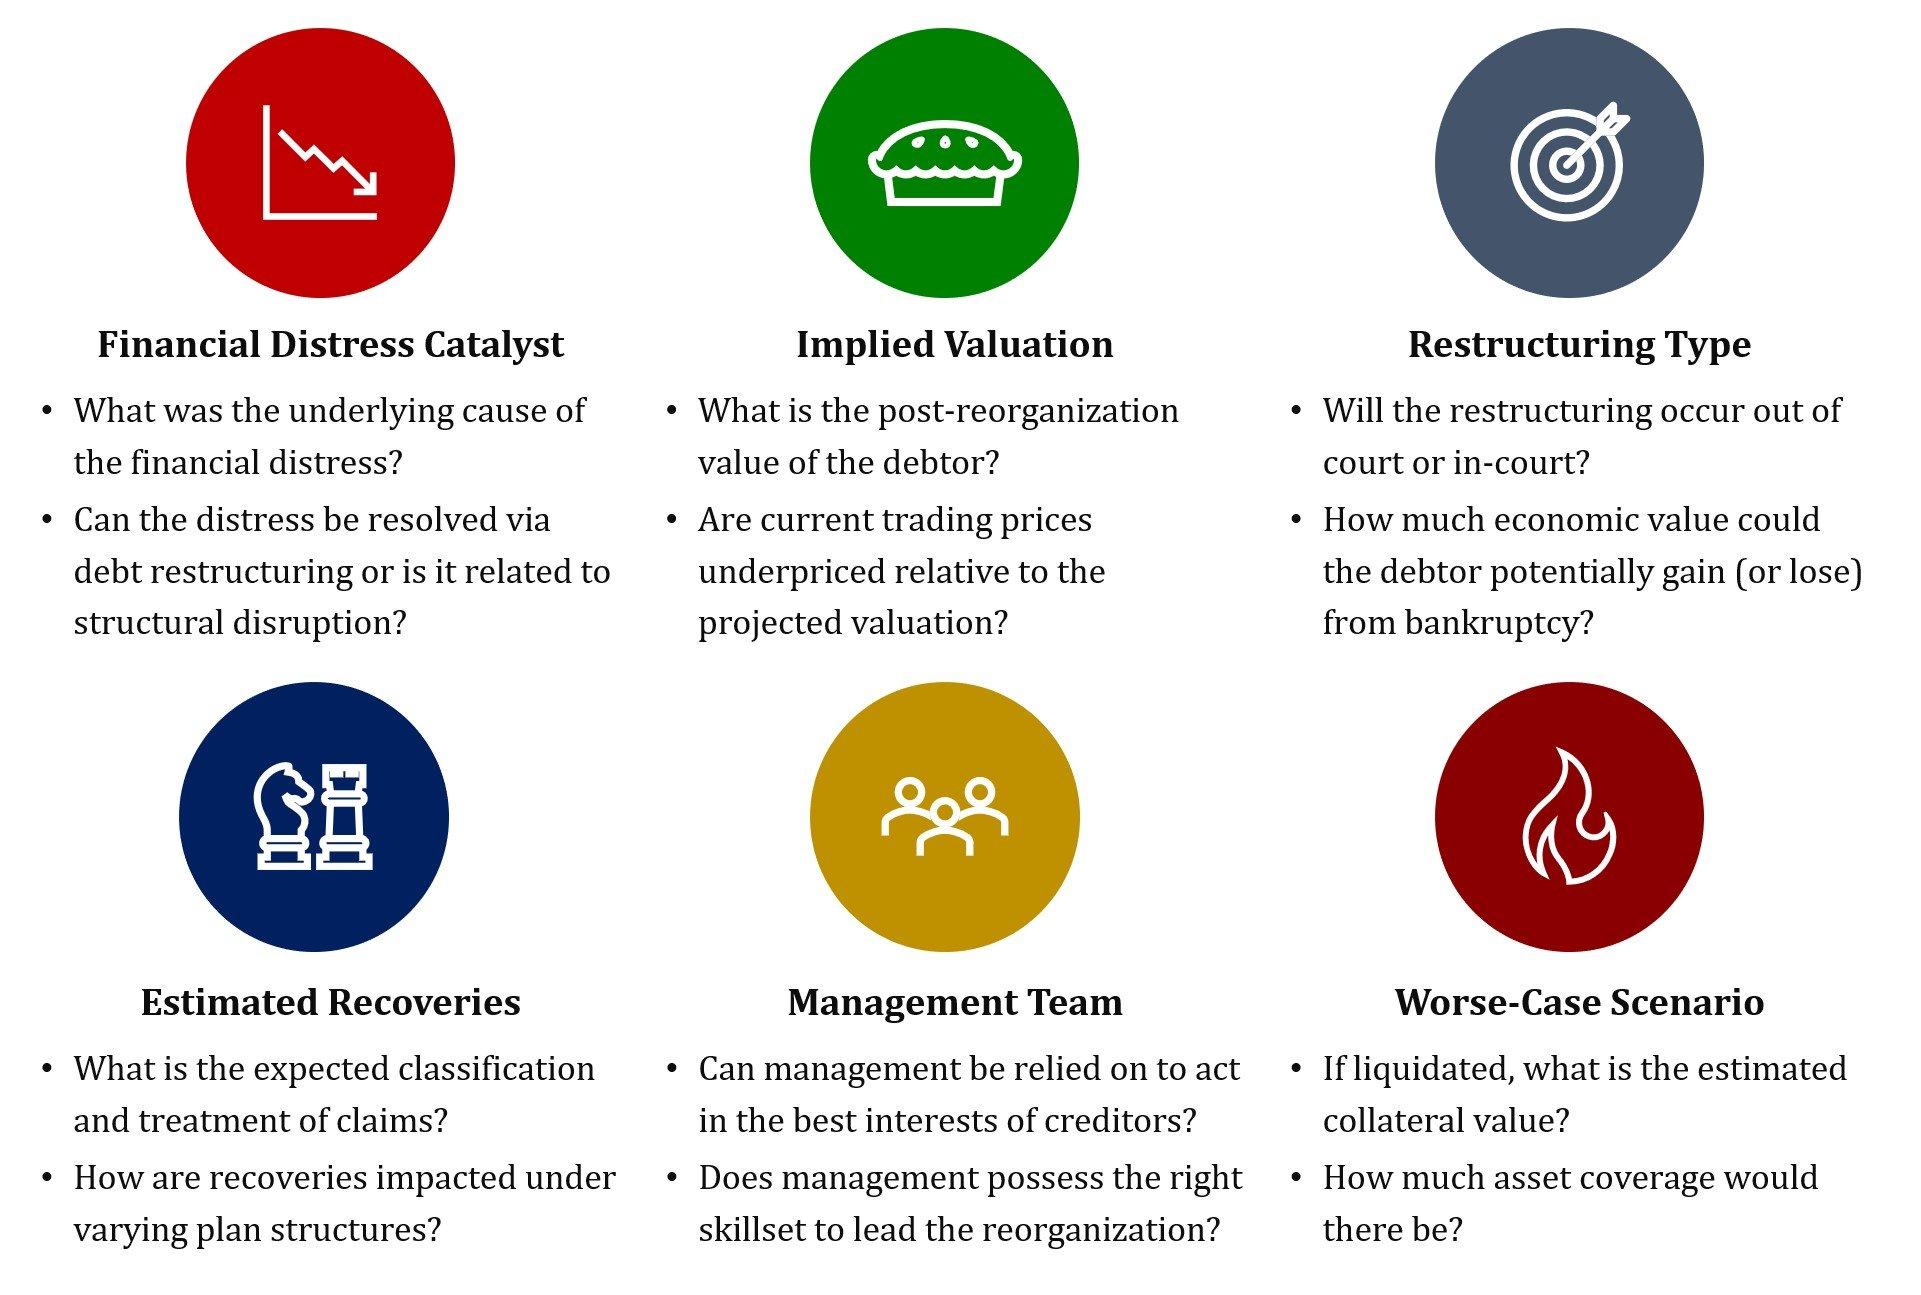 Financial Distress Catalyst
• What was the underlying cause of
the financial distress?
• Can the distress be resolved via
debt restructuring or is it related to
structural disruption?
Implied Valuation
• What is the post-reorganization
value of the debtor?
• Are current trading prices
underpriced relative to the
projected valuation?
Restructuring Type
• Will the restructuring occur out of
court or in-court?
• How much economic value could
the debtor potentially gain (or lose)
from bankruptcy?
Estimated Recoveries
• What is the expected classification
and treatment of claims?
• How are recoveries impacted under
varying plan structures?
Management Team
• Can management be relied on to act
in the best interests of creditors?
• Does management possess the right
skillset to lead the reorganization?
Worse-Case Scenario
• If liquidated, what is the estimated
collateral value?
• How much asset coverage would
there be?